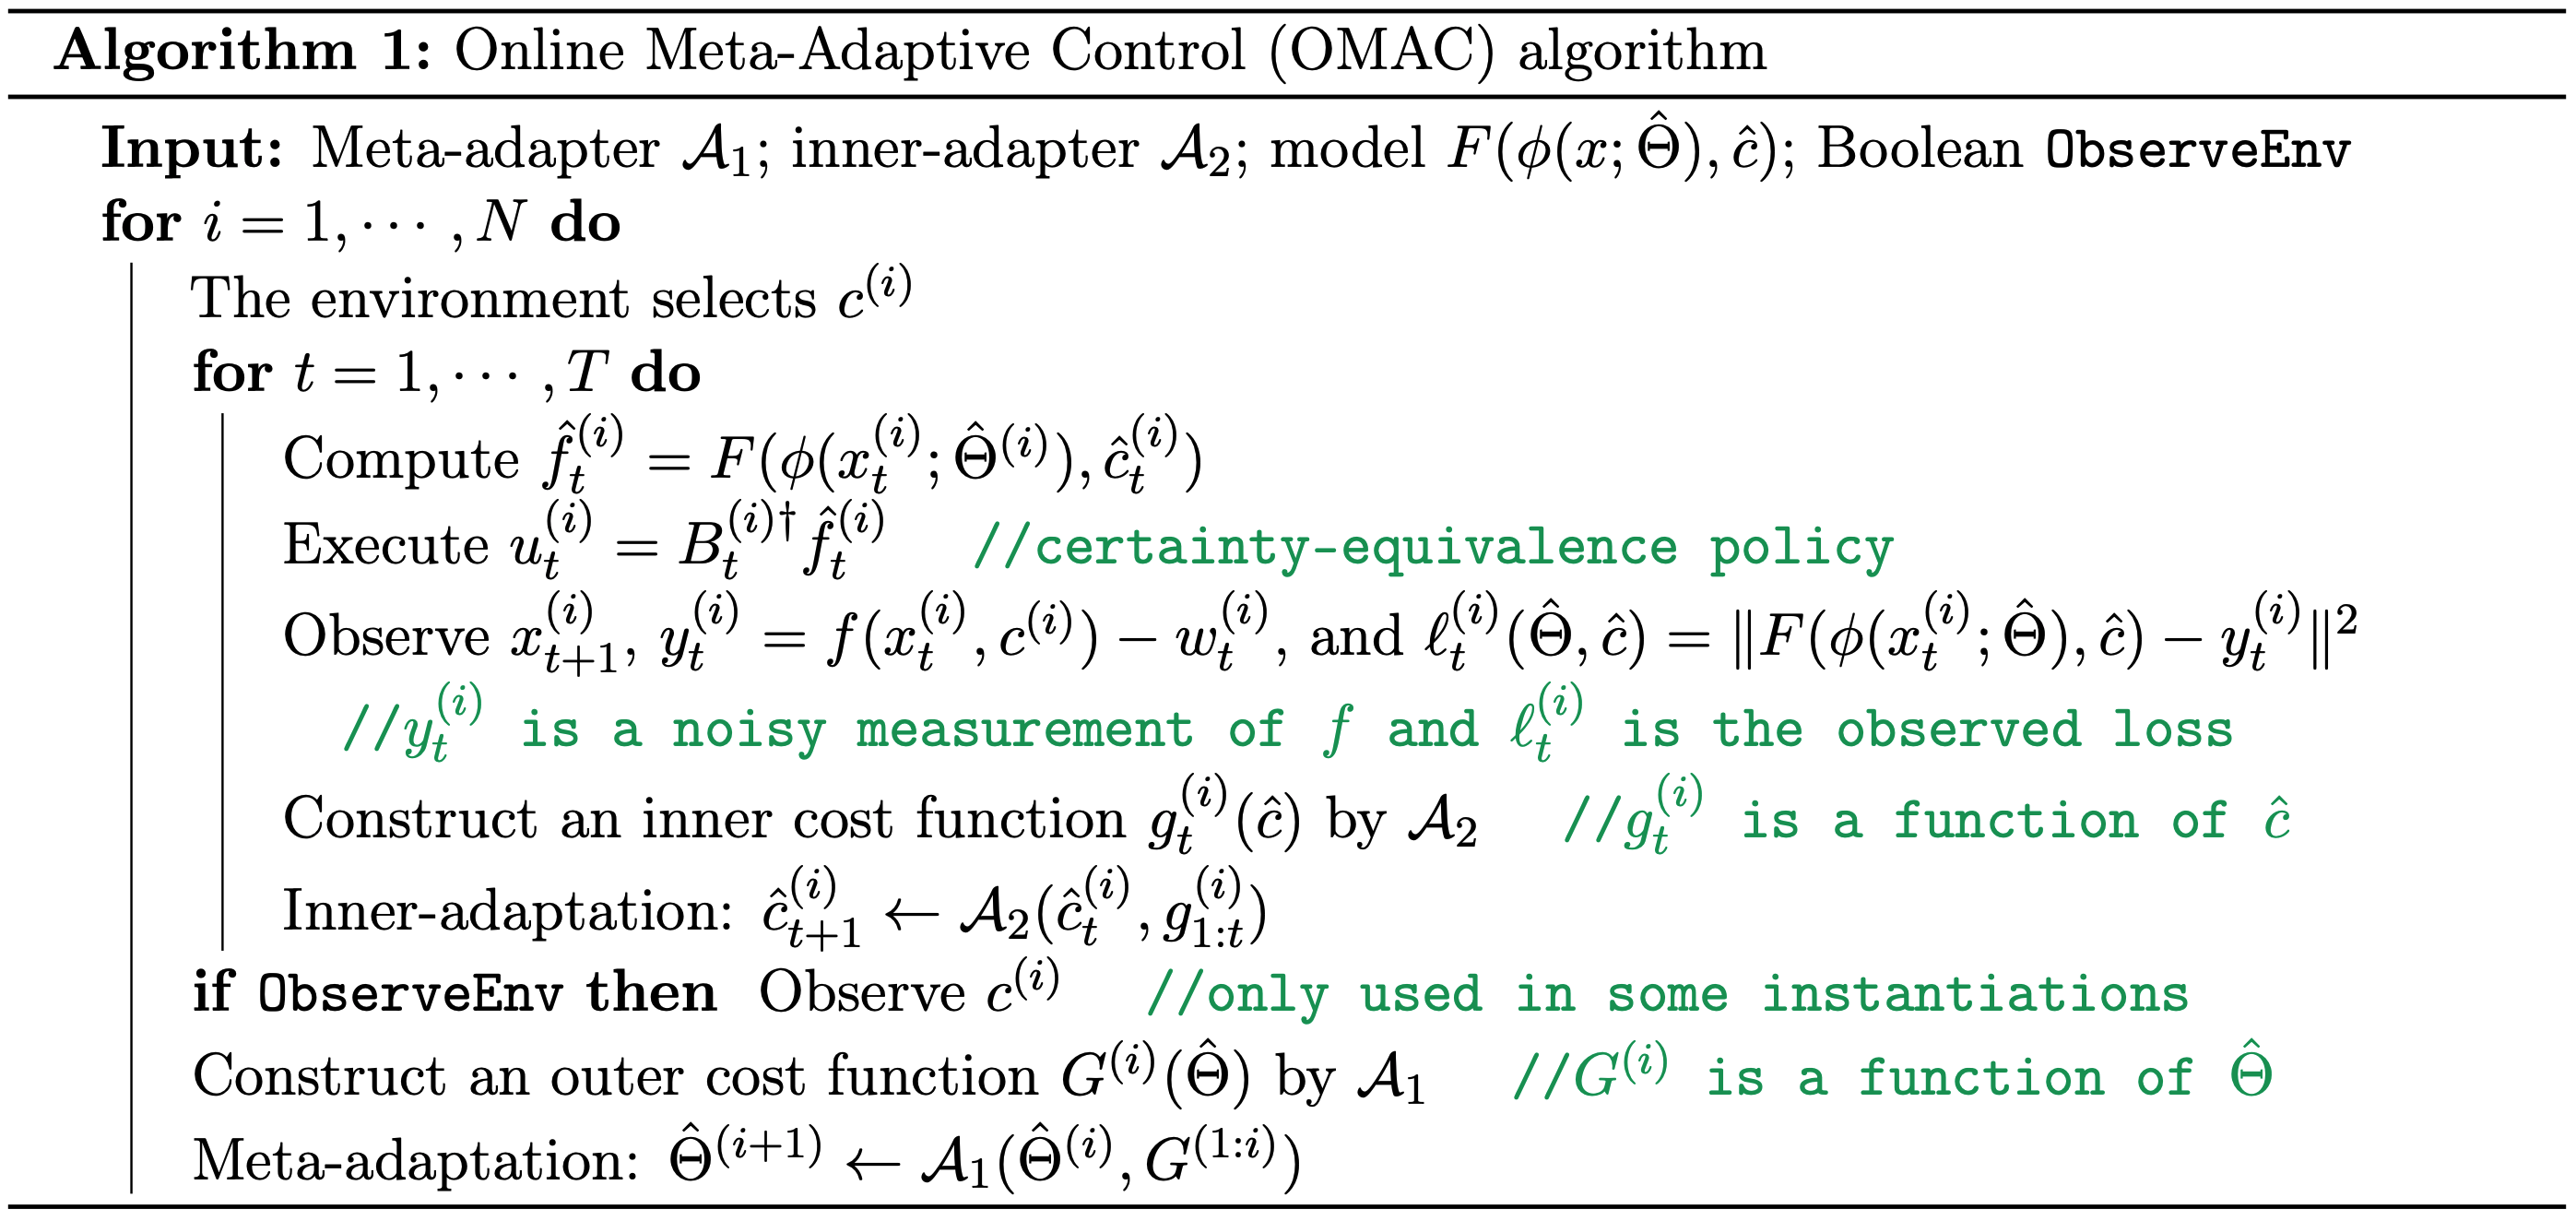 Algorithm 1: Online Meta-Adaptive Control (OMAC) algorithm
Input: Meta-adapter $\mathcal{A}_1$; inner-adapter $\mathcal{A}_2$; model $F(\phi(x; \hat{\Theta}), \hat{c})$; Boolean ObserveEnv
for $i = 1, \cdots, N$ do
The environment selects $c^{(i)}$
for $t = 1, \cdots, T$ do
Compute $\hat{f}_t^{(i)} = F(\phi(x_t^{(i)}; \hat{\Theta}^{(i)}), \hat{c}_t^{(i)})$
Execute $u_t^{(i)} = B_t^{(i)\dagger} \hat{f}_t^{(i)}$ //certainty-equivalence policy
Observe $x_{t+1}^{(i)}$, $y_t^{(i)} = f(x_t^{(i)}, c^{(i)}) - w_t^{(i)}$, and $\ell_t^{(i)}(\hat{\Theta}, \hat{c}) = \|F(\phi(x_t^{(i)}; \hat{\Theta}), \hat{c}) - y_t^{(i)}\|^2$
//$y_t^{(i)}$ is a noisy measurement of $f$ and $\ell_t^{(i)}$ is the observed loss
Construct an inner cost function $g_t^{(i)}(\hat{c})$ by $\mathcal{A}_2$ //$g_t^{(i)}$ is a function of $\hat{c}$
Inner-adaptation: $\hat{c}_{t+1}^{(i)} \leftarrow \mathcal{A}_2(\hat{c}_t^{(i)}, g_{1:t}^{(i)})$
if ObserveEnv then Observe $c^{(i)}$ //only used in some instantiations
Construct an outer cost function $G^{(i)}(\hat{\Theta})$ by $\mathcal{A}_1$ //$G^{(i)}$ is a function of $\hat{\Theta}$
Meta-adaptation: $\hat{\Theta}^{(i+1)} \leftarrow \mathcal{A}_1(\hat{\Theta}^{(i)}, G^{(1:i)})$